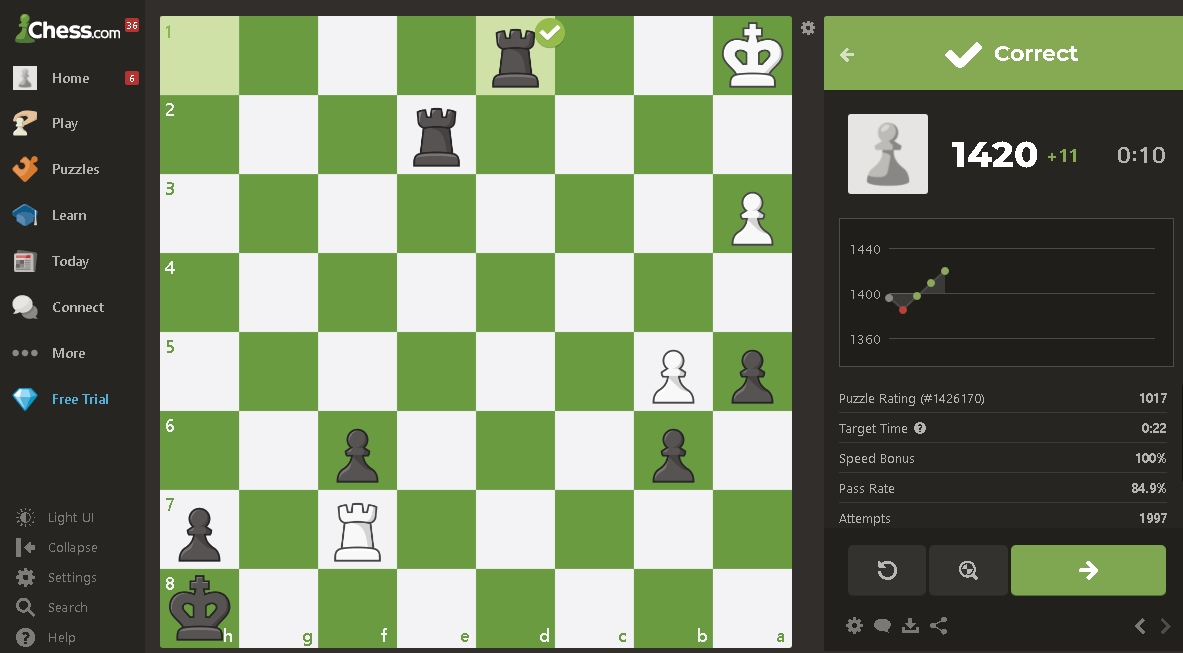 Chess.com 36
Home 6
Play
Puzzles
Learn
Today
Connect
More
Free Trial
Light UI
Collapse
Settings
Search
Help
1
2
3
4
5
6
7
8
h g f e d c b a
Correct
1420 +11 0:10
1440
1400
1360
Puzzle Rating (#1426170) 1017
Target Time ? 0:22
Speed Bonus 100%
Pass Rate 84.9%
Attempts 1997